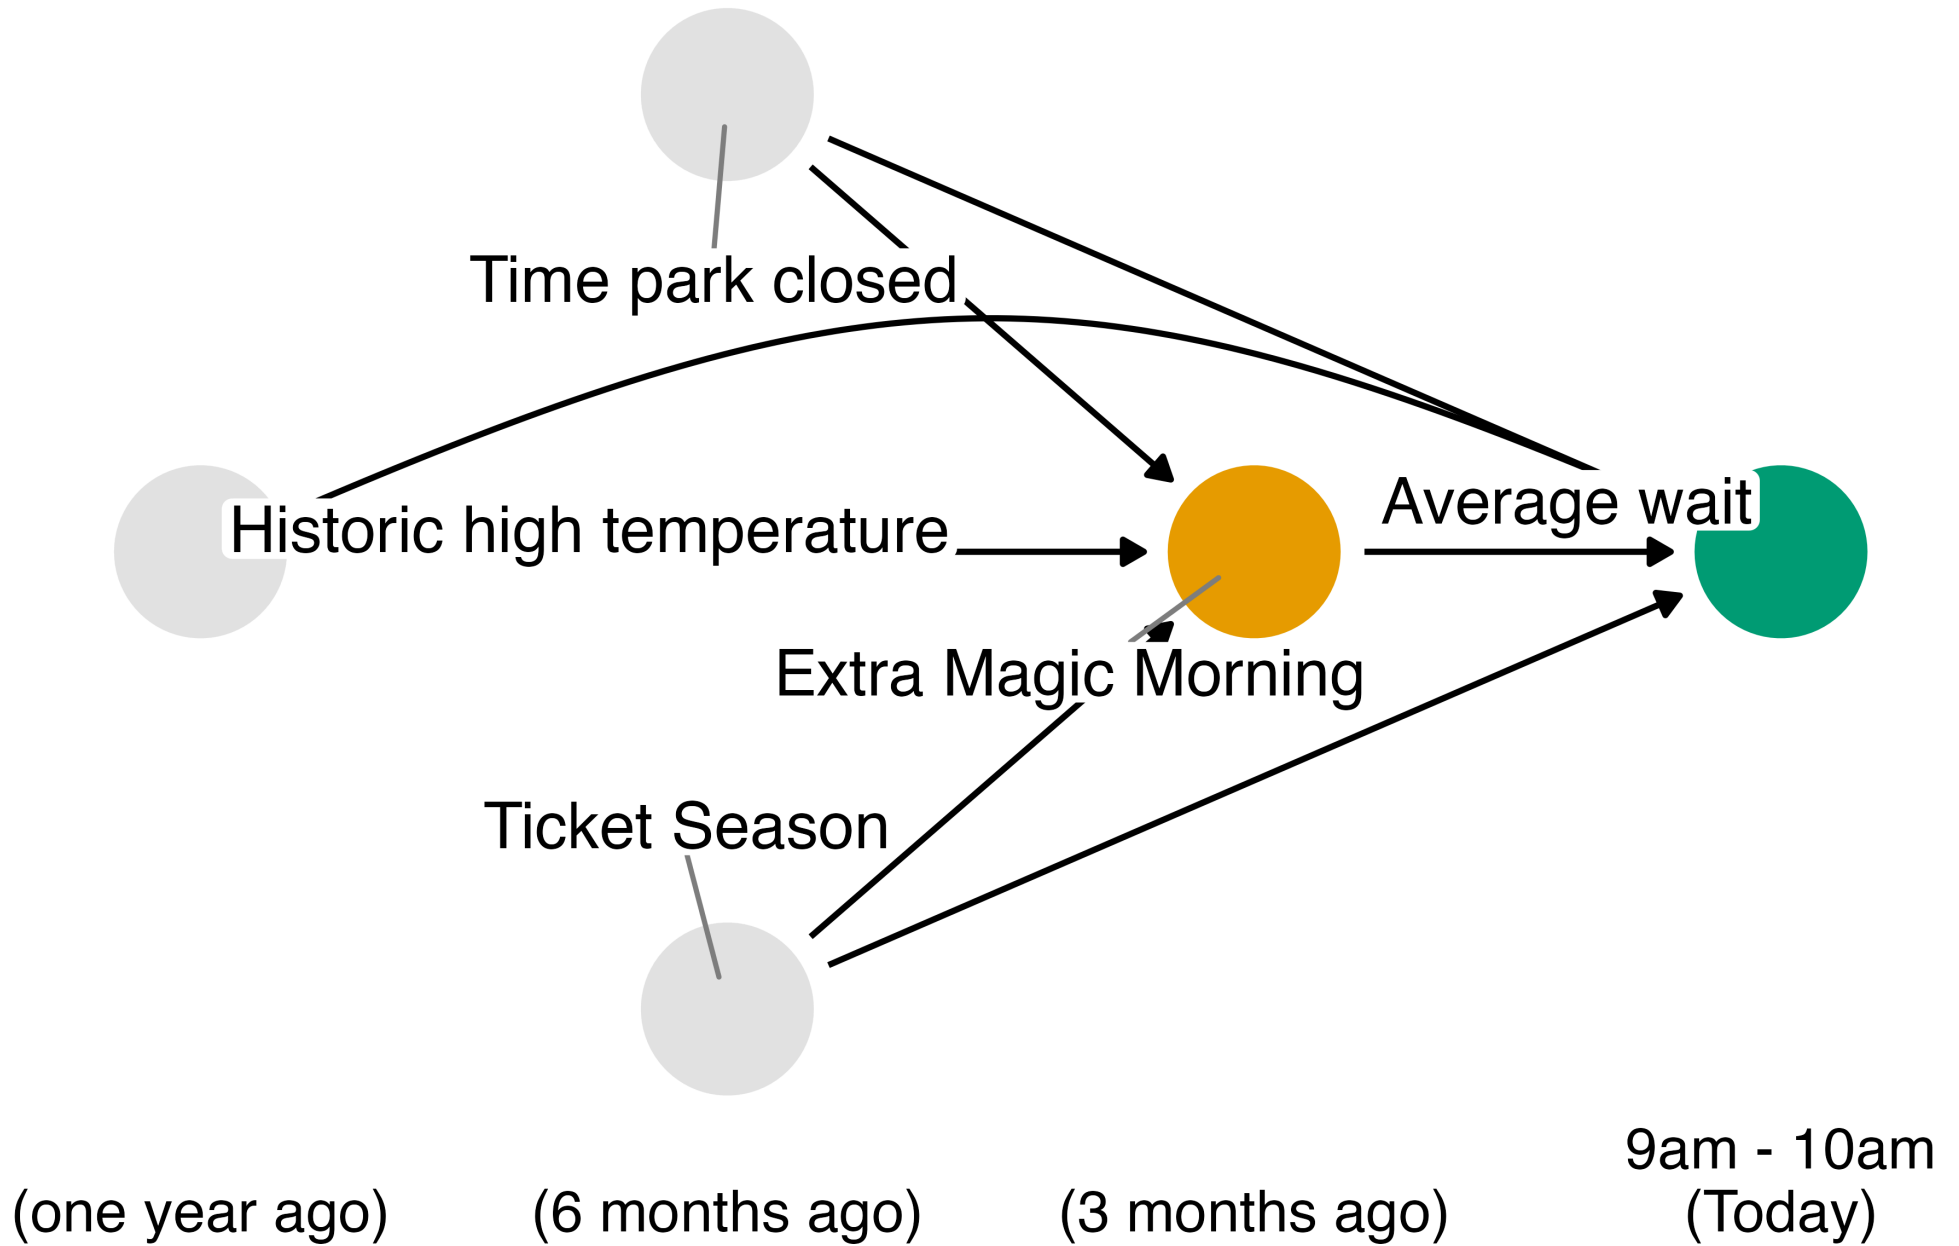 Time park closed
Average wait
Historic high temperature
Extra Magic Morning
Ticket Season
9am - 10am
(one year ago)
(6 months ago)
(3 months ago)
(Today)